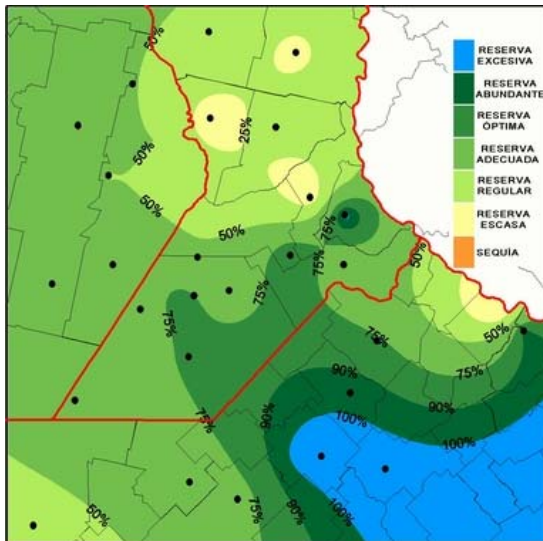 RESERVA
EXCESIVA
RESERVA
ABUNDANTE
RESERVA
ÓPTIMA
RESERVA
ADECUADA
RESERVA
REGULAR
RESERVA
ESCASA
SEQUÍA
50%
50%
25%
50%
50%
75%
75%
75%
50%
75%
75%
50%
75%
90%
90%
100%
100%
75%
90%
75%
90%
100%
50%